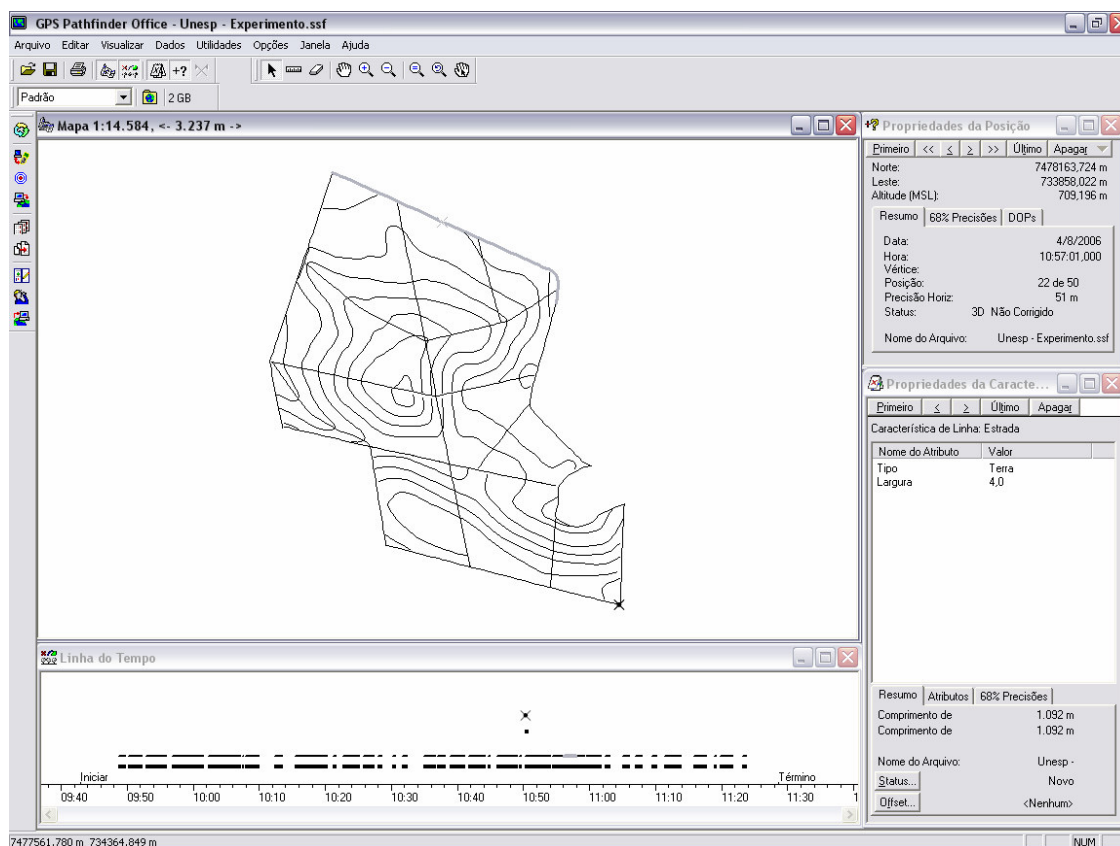 GPS Pathfinder Office - Unesp - Experimento.ssf
Arquivo Editar Visualizar Dados Utilidades Opções Janela Ajuda
Padrão 2 GB
Mapa 1:14.584, <- 3.237 m ->
Propriedades da Posição
Primeiro << < > >> Último Apagar
Norte: 7478163,724 m
Leste: 733858,022 m
Altitude (MSL): 709,196 m
Resumo 68% Precisões DOPs
Data: 4/8/2006
Hora: 10:57:01,000
Vértice:
Posição: 22 de 50
Precisão Horiz: 51 m
Status: 3D Não Corrigido
Nome do Arquivo: Unesp - Experimento.ssf
Propriedades da Caracte...
Primeiro < > Último Apagar
Característica de Linha: Estrada
Nome do Atributo Valor
Tipo Terra
Largura 4,0
Resumo Atributos 68% Precisões
Comprimento de 1.092 m
Comprimento de 1.092 m
Nome do Arquivo: Unesp -
Status... Novo
Offset... <Nenhum>
Linha do Tempo
Iniciar Término
09:40 09:50 10:00 10:10 10:20 10:30 10:40 10:50 11:00 11:10 11:20 11:30 1
7477561,780 m 734364,849 m NUM